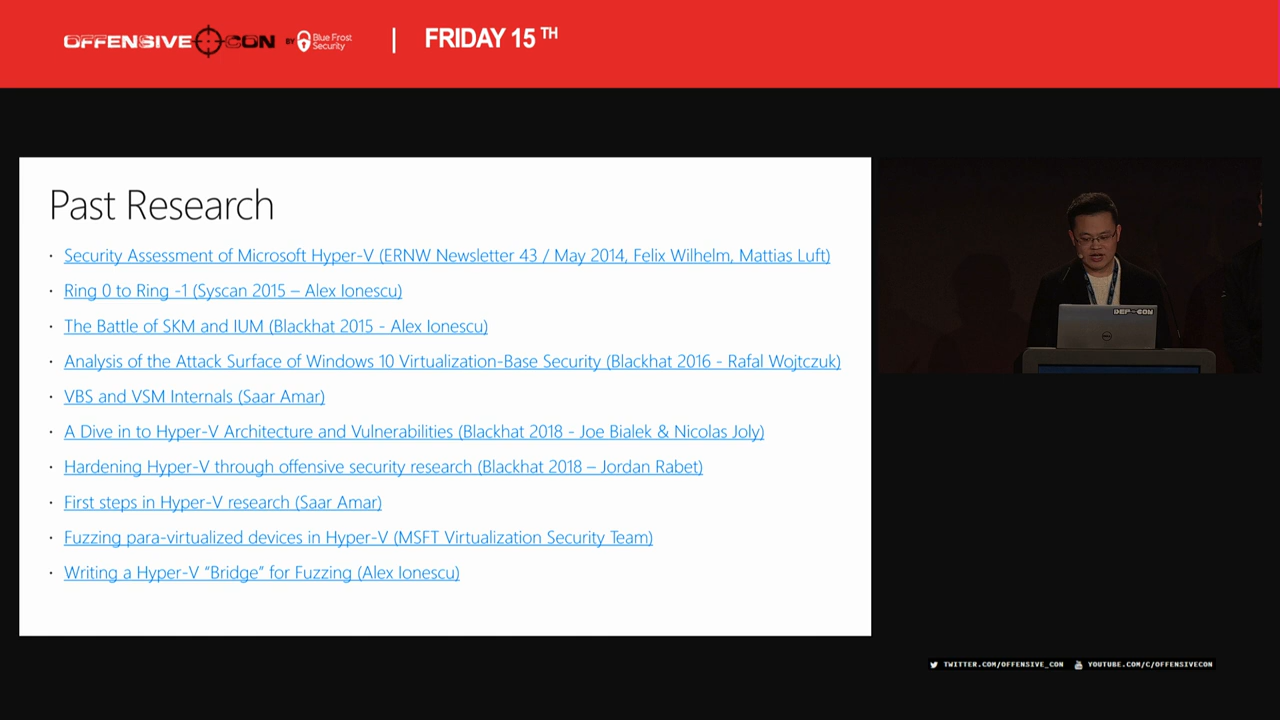 OFFENSIVE CON BY Blue Frost Security | FRIDAY 15 TH
Past Research
· Security Assessment of Microsoft Hyper-V (ERNW Newsletter 43 / May 2014, Felix Wilhelm, Mattias Luft)
· Ring 0 to Ring -1 (Syscan 2015 – Alex Ionescu)
· The Battle of SKM and IUM (Blackhat 2015 - Alex Ionescu)
· Analysis of the Attack Surface of Windows 10 Virtualization-Base Security (Blackhat 2016 - Rafal Wojtczuk)
· VBS and VSM Internals (Saar Amar)
· A Dive in to Hyper-V Architecture and Vulnerabilities (Blackhat 2018 - Joe Bialek & Nicolas Joly)
· Hardening Hyper-V through offensive security research (Blackhat 2018 – Jordan Rabet)
· First steps in Hyper-V research (Saar Amar)
· Fuzzing para-virtualized devices in Hyper-V (MSFT Virtualization Security Team)
· Writing a Hyper-V “Bridge” for Fuzzing (Alex Ionescu)
DEF-CON
TWITTER.COM/OFFENSIVE_CON YOUTUBE.COM/C/OFFENSIVECON